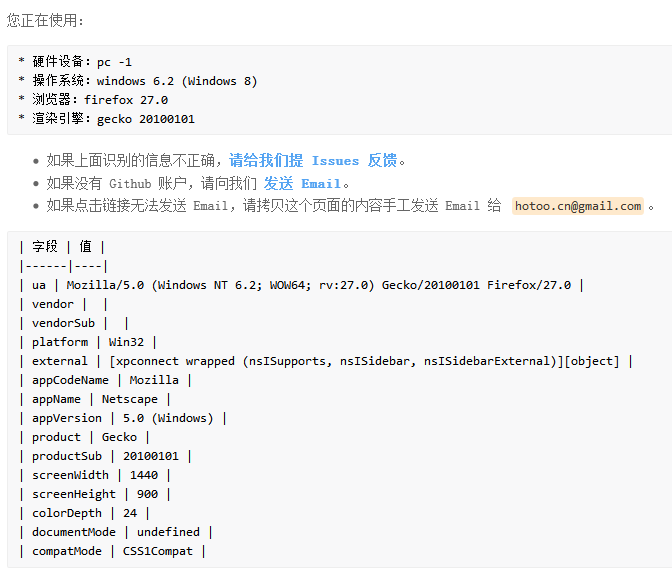 您正在使用：
* 硬件设备：pc -1
* 操作系统：windows 6.2 (Windows 8)
* 浏览器：firefox 27.0
* 渲染引擎：gecko 20100101
• 如果上面识别的信息不正确，请给我们提 Issues 反馈。
• 如果没有 Github 账户，请向我们 发送 Email。
• 如果点击链接无法发送 Email，请拷贝这个页面的内容手工发送 Email 给 hotoo.cn@gmail.com 。
| 字段 | 值 |
|------|----|
| ua | Mozilla/5.0 (Windows NT 6.2; WOW64; rv:27.0) Gecko/20100101 Firefox/27.0 |
| vendor |  |
| vendorSub |  |
| platform | Win32 |
| external | [xpconnect wrapped (nsISupports, nsISidebar, nsISidebarExternal)][object] |
| appCodeName | Mozilla |
| appName | Netscape |
| appVersion | 5.0 (Windows) |
| product | Gecko |
| productSub | 20100101 |
| screenWidth | 1440 |
| screenHeight | 900 |
| colorDepth | 24 |
| documentMode | undefined |
| compatMode | CSS1Compat |